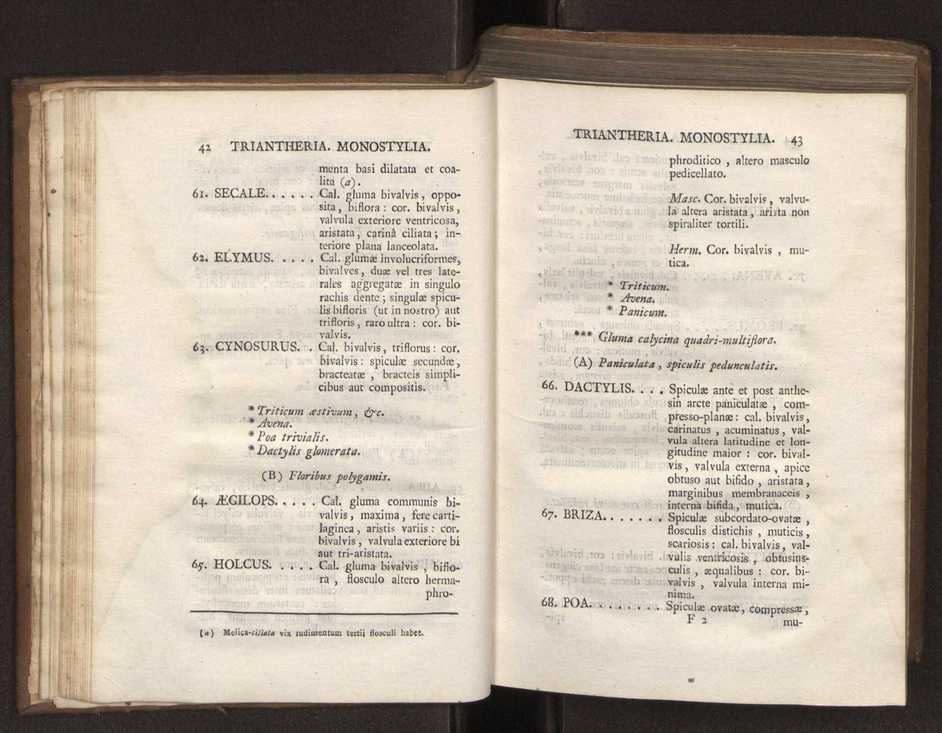 42 TRIANTHERIA. MONOSTYLIA.
menta basi dilatata et coa-
lita (a).
61. SECALE. . . . . . Cal. gluma bivalvis, oppo-
sita, biflora : cor. bivalvis,
valvula exteriore ventricosa,
aristata, carinâ ciliata; in-
teriore plana lanceolata.
62. ELYMUS. . . . . Cal. glumæ involucriformes,
bivalves, duæ vel tres late-
rales aggregatæ in singulo
rachis dente; singulæ spicu-
lis bifloris (ut in nostro) aut
trifloris, raro ultra : cor. bi-
valvis.
63. CYNOSURUS. . Cal. bivalvis, triflorus : cor.
bivalvis : spiculæ secundæ,
bracteatæ , bracteis simpli-
cibus aut compositis.
* Triticum æstivum, &c.
* Avena.
* Poa trivialis.
* Dactylis glomerata.
(B) Floribus polygamis.
64. ÆGILOPS. . . . . Cal. gluma communis bi-
valvis, maxima, fere carti-
laginea, aristis variis : cor.
bivalvis, valvula exteriore bi
aut tri-aristata.
65. HOLCUS. . . . . Cal. gluma bivalvis , biflo-
ra , flosculo altero herma-
phro-
(a) Melica-ciliata vix rudimentum tertii flosculi habet.
TRIANTHERIA. MONOSTYLIA. 43
phroditico , altero masculo
pedicellato.
Masc. Cor. bivalvis, valvu-
la altera aristata, arista non
spiraliter tortili.
Herm. Cor. bivalvis , mu-
tica.
* Triticum.
* Avena.
* Panicum.
*** Gluma calycina quadri-multiflora.
(A) Paniculata, spiculis pedunculatis.
66. DACTYLIS. . . . Spiculæ ante et post anthe-
sin arcte paniculatæ , com-
presso-planæ: cal. bivalvis,
carinatus , acuminatus, val-
vula altera latitudine et lon-
gitudine maior : cor. bival-
vis, valvula externa, apice
obtuso aut bifido , aristata,
marginibus membranaceis ,
interna bifida, mutica.
67. BRIZA. . . . . . . Spiculæ subcordato-ovatæ ,
flosculis distichis , muticis,
scariosis : cal. bivalvis, val-
vulis ventricosis , obtusius-
culis , æqualibus : cor. bi-
valvis , valvula interna mi-
nima.
68. POA. . . . . . . . Spiculæ ovatæ, compressæ,
F 2 mu-